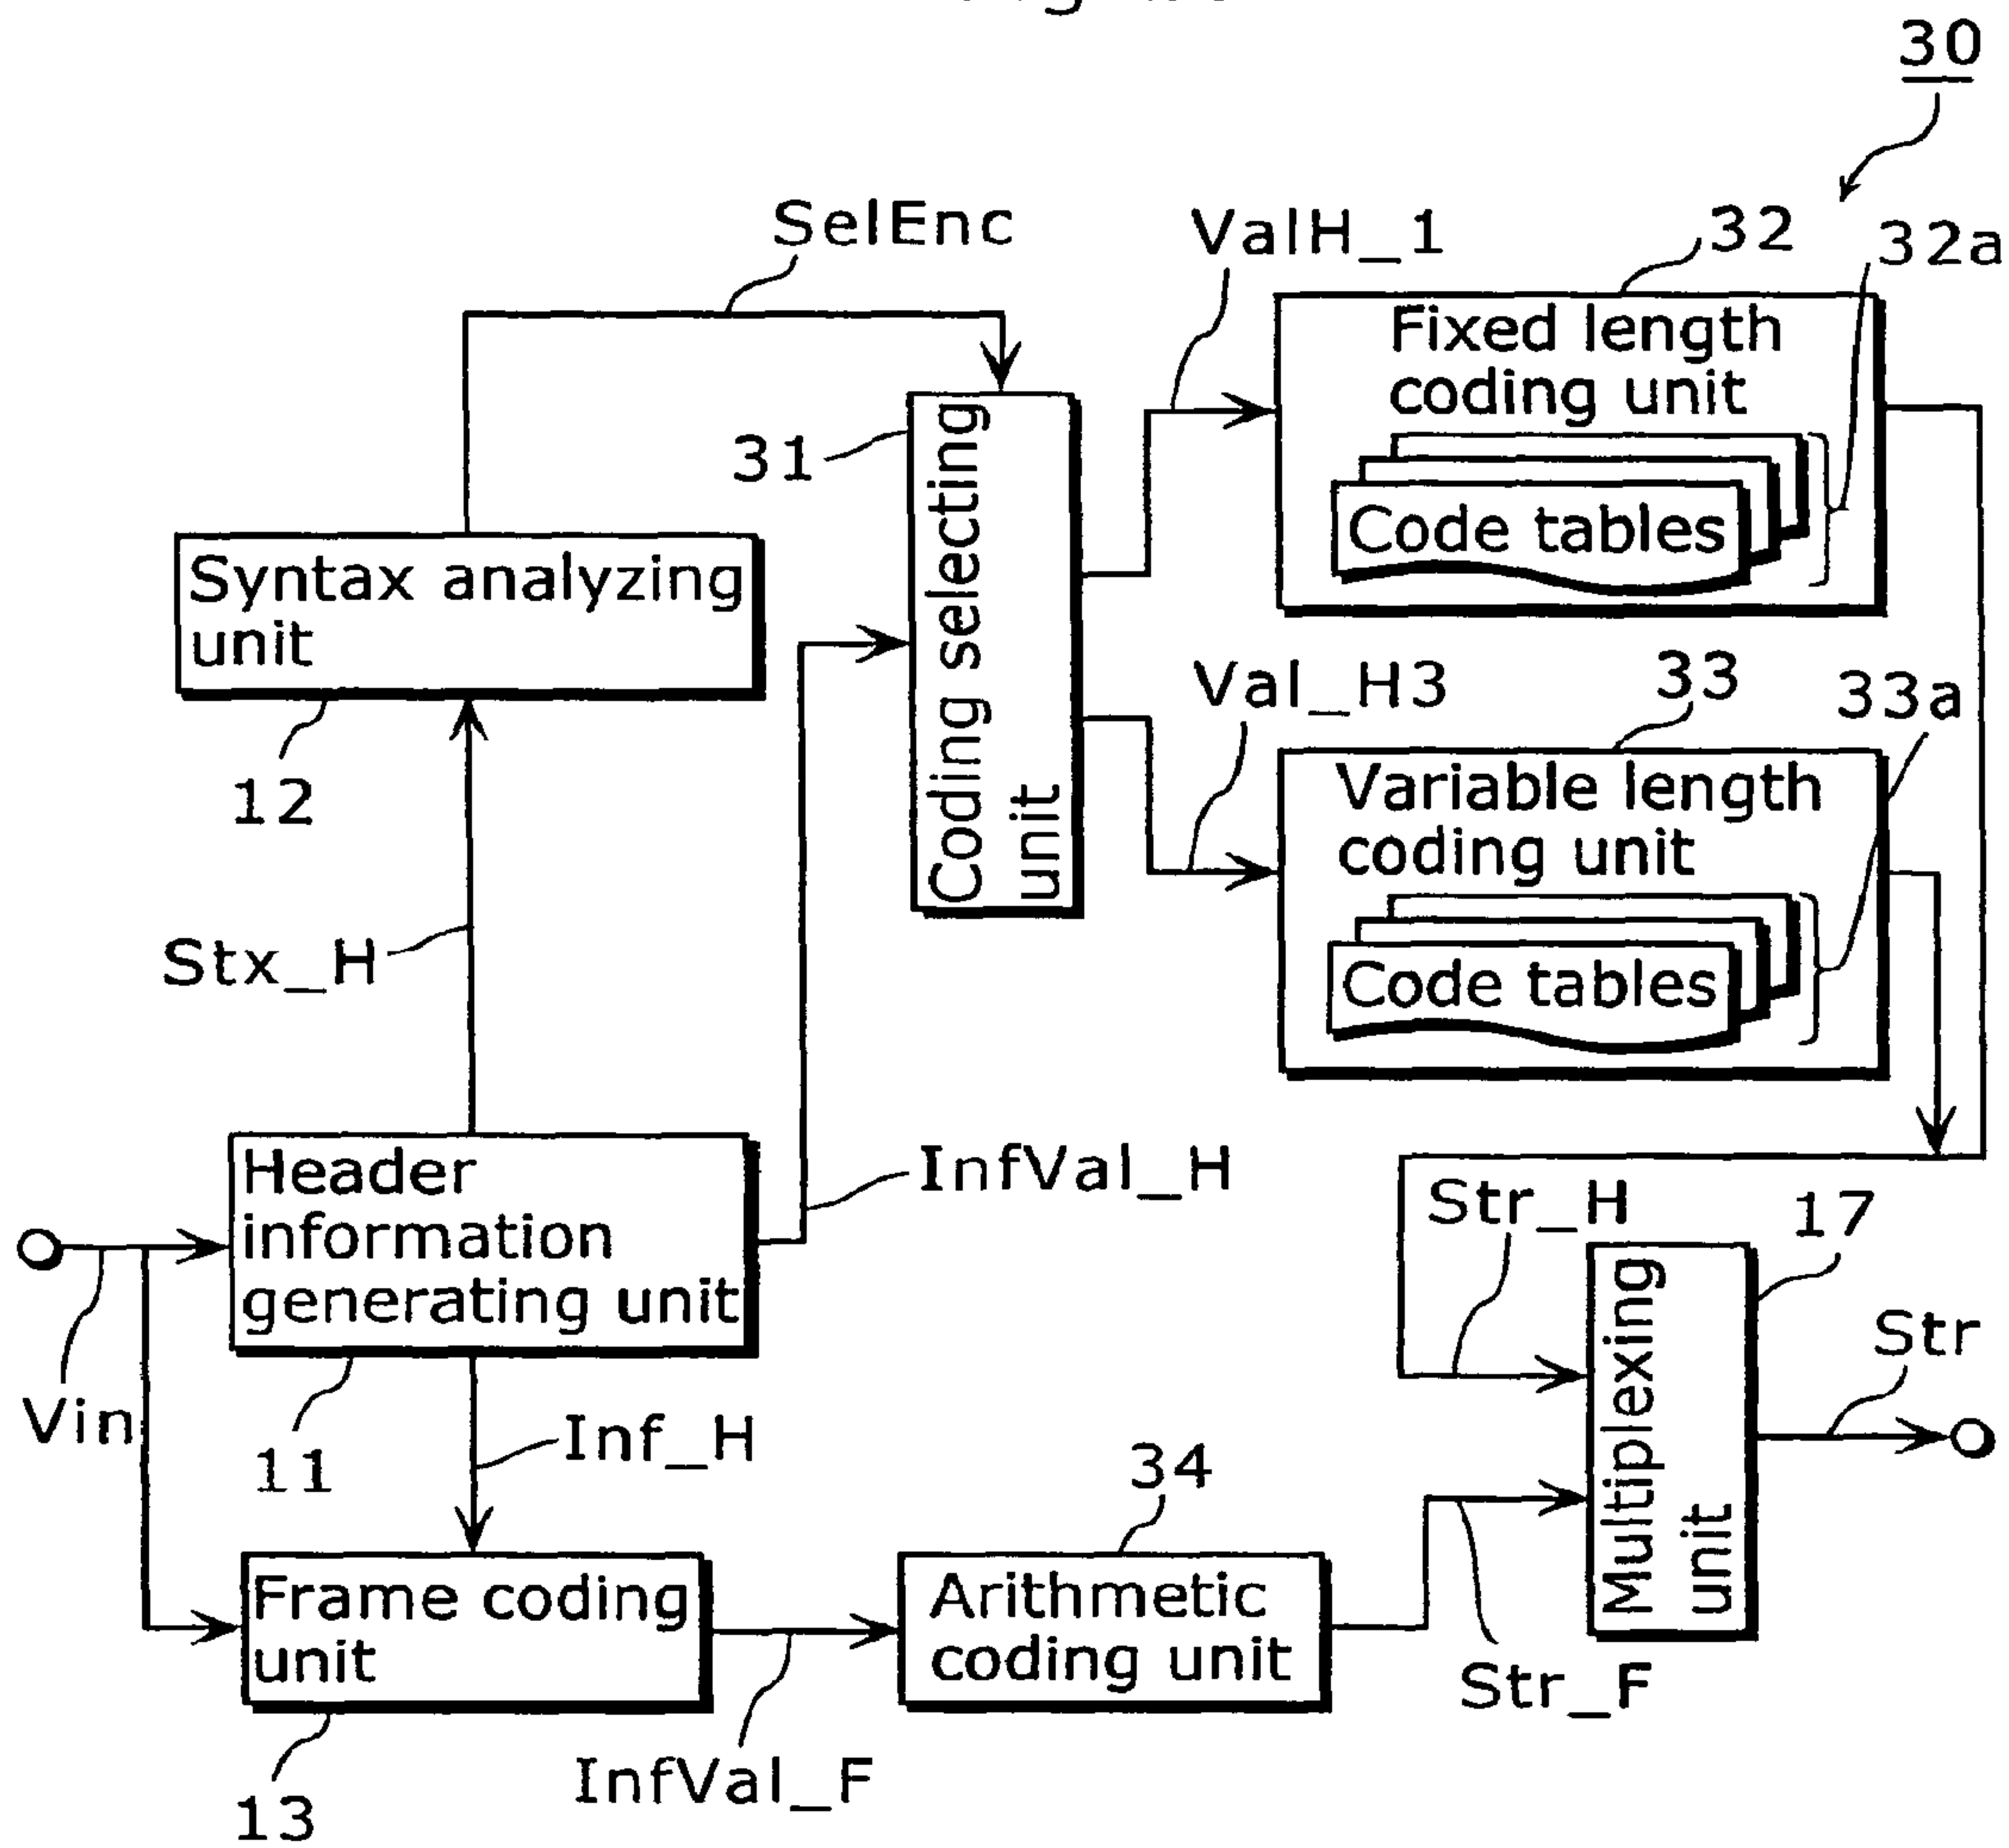 30
SelEnc
ValH_1
32
32a
Fixed length
coding unit
Code tables
31
Coding selecting
unit
Syntax analyzing
unit
12
Val_H3
33
33a
Variable length
coding unit
Code tables
Stx_H
Header
information
generating unit
InfVal_H
Str_H
17
Multiplexing
unit
Str
Vin
11
Inf_H
34
Frame coding
unit
Arithmetic
coding unit
Str_F
13
InfVal_F